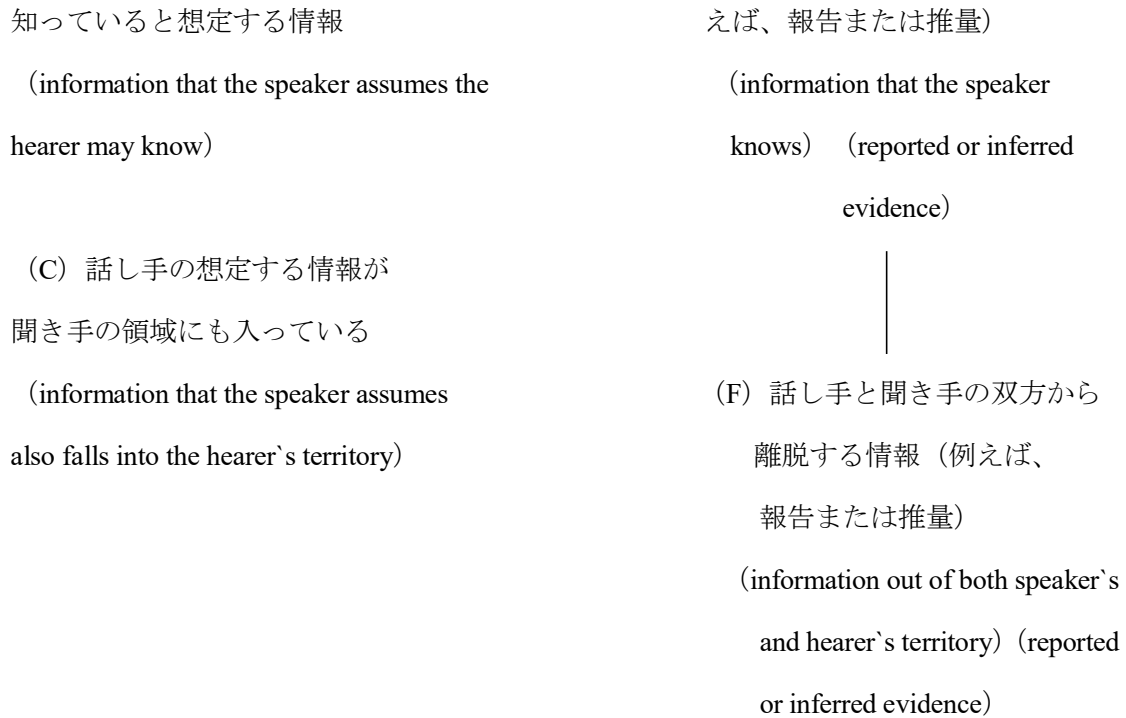 知っていると想定する情報
（information that the speaker assumes the
hearer may know）
（C）話し手の想定する情報が
聞き手の領域にも入っている
（information that the speaker assumes
also falls into the hearer`s territory）
えば、報告または推量）
（information that the speaker
knows）（reported or inferred
evidence）
（F）話し手と聞き手の双方から
離脱する情報（例えば、
報告または推量）
（information out of both speaker`s
and hearer`s territory）（reported
or inferred evidence）